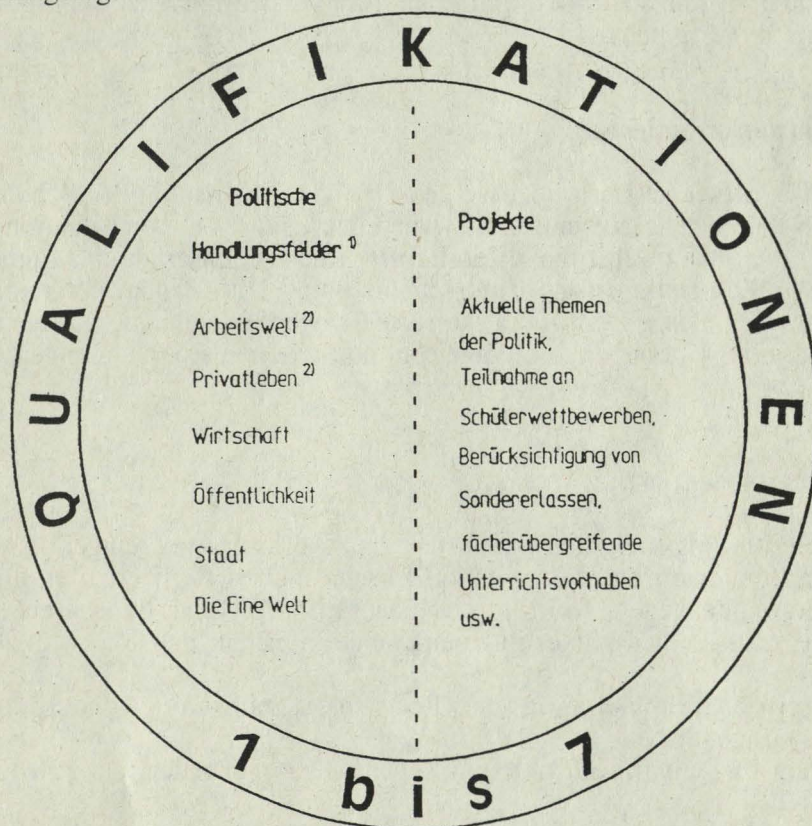 QUALIFIKATIONEN
Politische
Handlungsfelder ¹⁾
Arbeitswelt ²⁾
Privatleben ²⁾
Wirtschaft
Öffentlichkeit
Staat
Die Eine Welt
Projekte
Aktuelle Themen
der Politik,
Teilnahme an
Schülerwettbewerben,
Berücksichtigung von
Sondererlassen,
fächerübergreifende
Unterrichtsvorhaben
usw.
1 bis 7